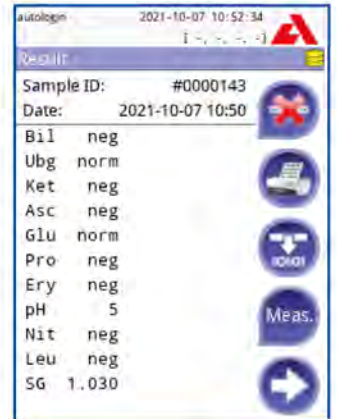 autologin 2021-10-07 10:52:34
( -, -, -, -)
Result
Sample ID: #0000143
Date: 2021-10-07 10:50
Bil neg
Ubg norm
Ket neg
Asc neg
Glu norm
Pro neg
Ery neg
pH 5
Nit neg
Leu neg
SG 1.030
Meas.